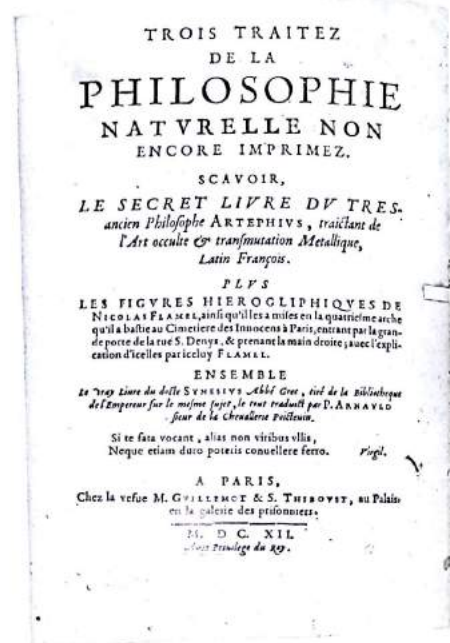 TROIS TRAITEZ
DE LA
PHILOSOPHIE
NATVRELLE NON
ENCORE IMPRIMEZ.
SCAVOIR,
LE SECRET LIVRE DV TRES-
ancien Philosophe ARTEPHIVS, traictant de
l'Art occulte & transmutation Metallique,
Latin François.
PLVS
LES FIGVRES HIEROGLIPHIQVES DE
NICOLAS FLAMEL, ainsi qu'il les a mises en la quatriesme arche
qu'il a bastie au Cimetiere des Innocens à Paris, entrant par la gran-
de porte de la rue S. Denys, & prenant la main droite; auec l'expli-
cation d'icelles par iceluy FLAMEL.
ENSEMBLE
Le vray Liure du docte SYNESIVS Abbé Grec, tiré de la Bibliotheque
de l'Empereur sur le mesme sujet, le tout traduict par P. ARNAVLD
sieur de la Cheuallerie Poicteuin.
Si te fata vocant, alias non viribus vllis,
Neque etiam duro poteris conuellere ferro. Virgil.
A PARIS,
Chez la vefue M. GVILLEMOT & S. THIBOVST, au Palais
en la galerie des prisonniers.
M. D C. XII.
Auec Priuilege du Roy.